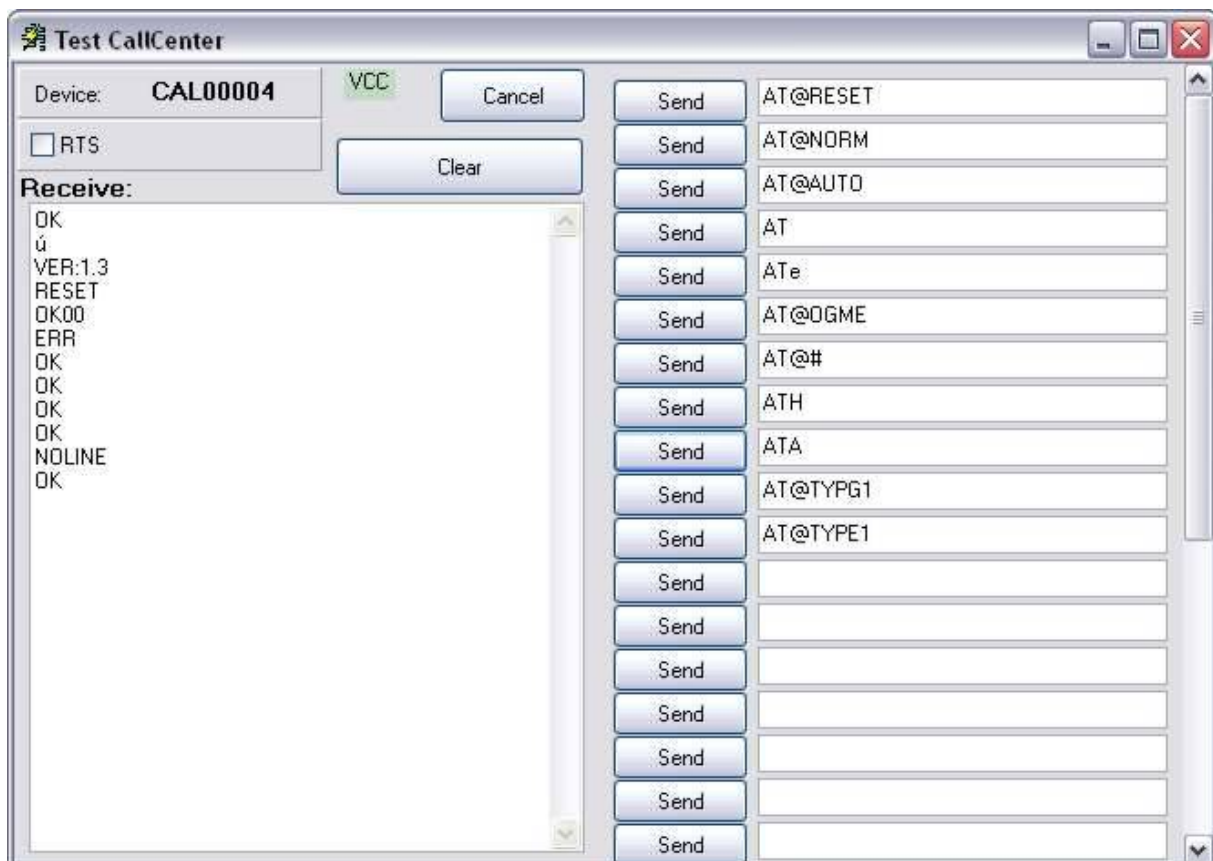 Test CallCenter
Device: CAL00004
VCC
Cancel
RTS
Clear
Receive:
OK
ú
VER:1.3
RESET
OK00
ERR
OK
OK
OK
OK
NOLINE
OK
Send AT@RESET
Send AT@NORM
Send AT@AUTO
Send AT
Send ATe
Send AT@OGME
Send AT@#
Send ATH
Send ATA
Send AT@TYPG1
Send AT@TYPE1
Send
Send
Send
Send
Send
Send
Send